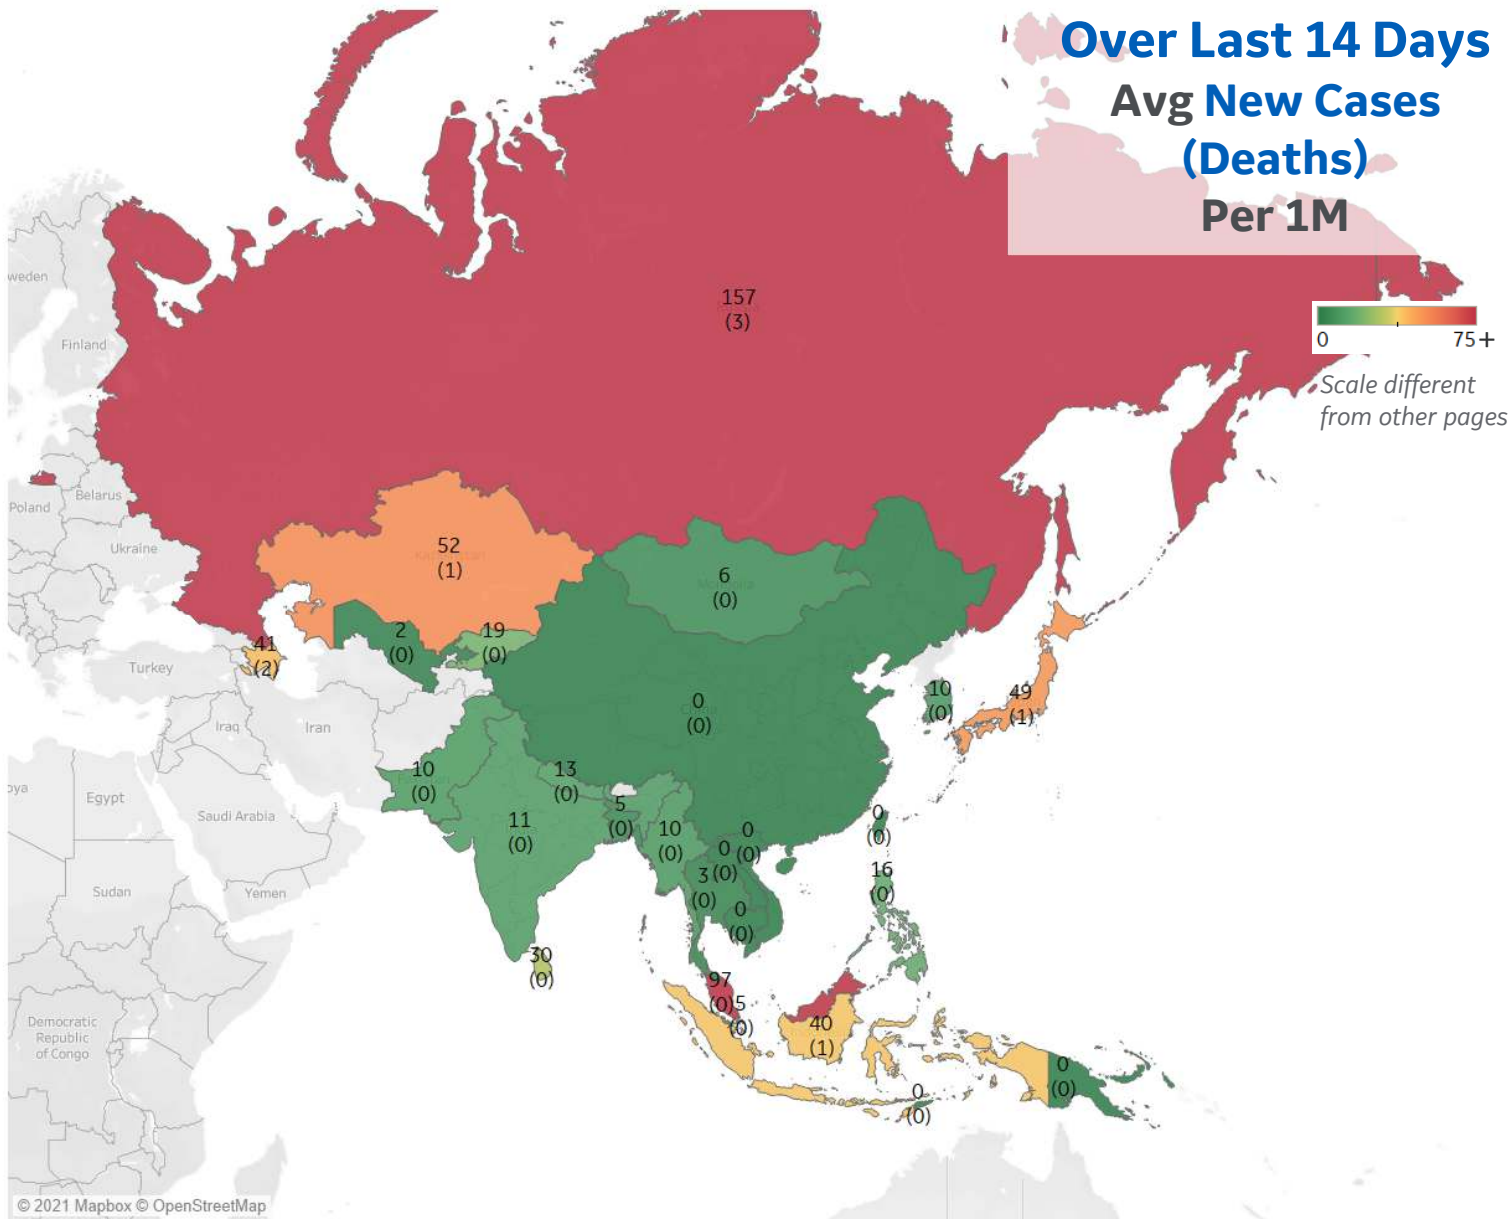 Over Last 14 Days
Avg New Cases
(Deaths)
Per 1M
0 75+
Scale different
from other pages
157
(3)
weden
Finland
Poland
Belarus
Ukraine
52
(1)
6
(0)
2
(0)
19
(0)
41
(2)
Turkey
Iraq
Iran
0
(0)
10
(0)
49
(1)
10
(0)
13
(0)
5
(0)
11
(0)
10
(0)
0
(0)
0
(0)
3
(0)
0
(0)
0
(0)
16
(0)
oya
Egypt
Saudi Arabia
Sudan
Yemen
30
(0)
97
(0)
5
(0)
40
(1)
0
(0)
0
(0)
Democratic
Republic
of Congo
© 2021 Mapbox © OpenStreetMap